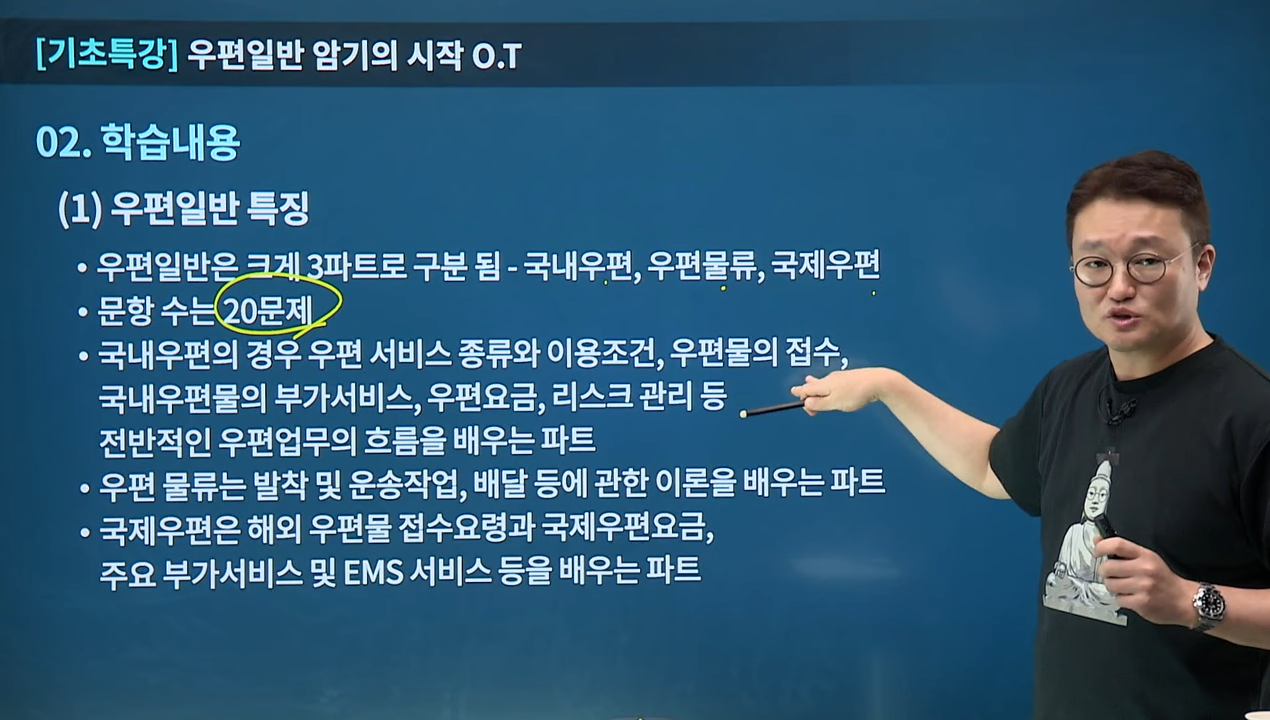 [기초특강] 우편일반 암기의 시작 O.T
02. 학습내용
(1) 우편일반 특징
• 우편일반은 크게 3파트로 구분 됨 - 국내우편, 우편물류, 국제우편
• 문항 수는 20문제
• 국내우편의 경우 우편 서비스 종류와 이용조건, 우편물의 접수,
국내우편물의 부가서비스, 우편요금, 리스크 관리 등
전반적인 우편업무의 흐름을 배우는 파트
• 우편 물류는 발착 및 운송작업, 배달 등에 관한 이론을 배우는 파트
• 국제우편은 해외 우편물 접수요령과 국제우편요금,
주요 부가서비스 및 EMS 서비스 등을 배우는 파트